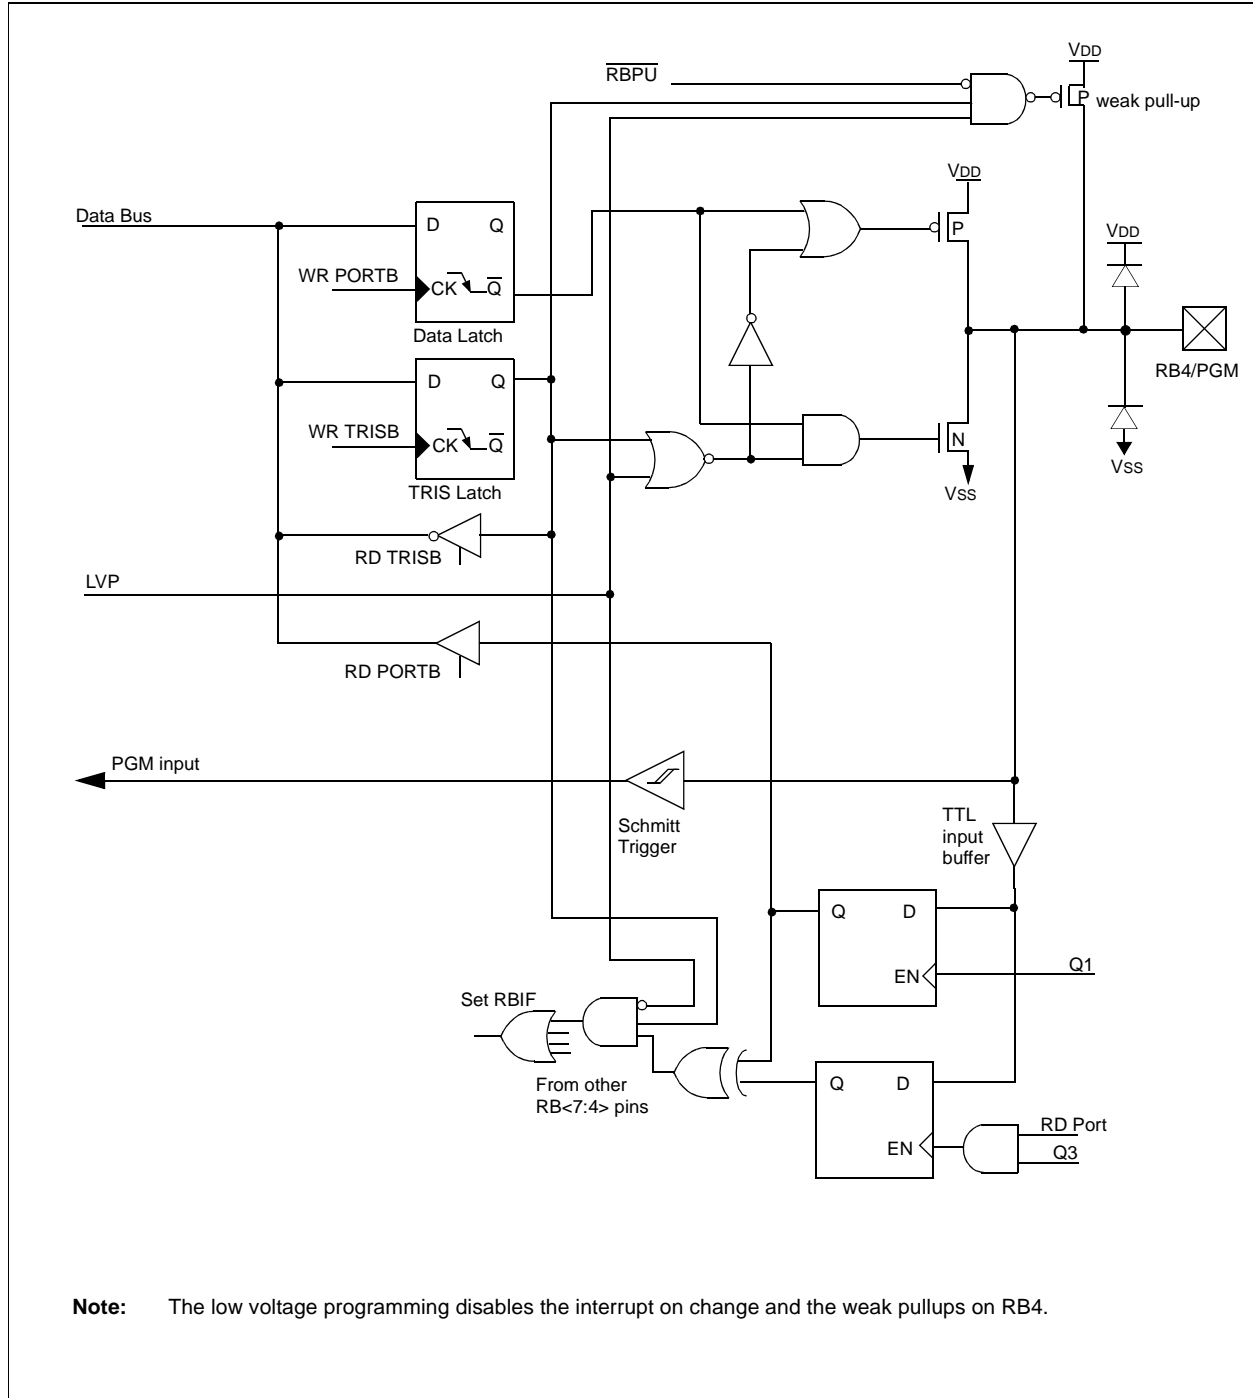 VDD
RBPU
P
weak pull-up
VDD
Data Bus
D
Q
P
VDD
WR PORTB
CK
Q
Data Latch
RB4/PGM
D
Q
WR TRISB
CK
Q
N
TRIS Latch
VSS
VSS
RD TRISB
LVP
RD PORTB
PGM input
Schmitt
Trigger
TTL
input
buffer
Q
D
EN
Q1
Set RBIF
From other
RB<7:4> pins
Q
D
EN
RD Port
Q3
Note: The low voltage programming disables the interrupt on change and the weak pullups on RB4.